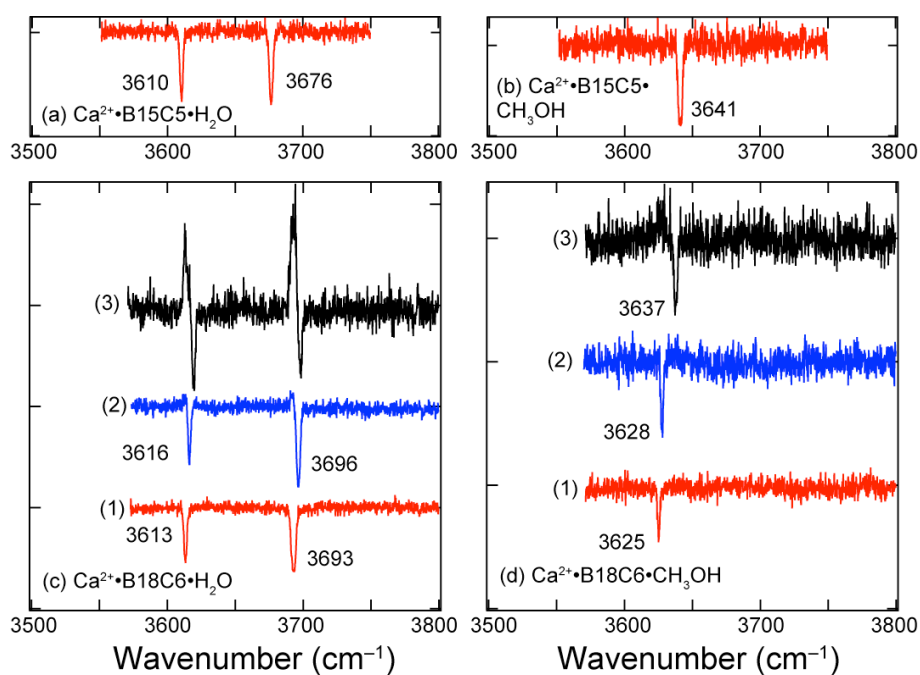 3610
3676
(a) Ca²⁺•B15C5•H₂O
3500 3600 3700 3800
3641
(b) Ca²⁺•B15C5•
CH₃OH
3500 3600 3700 3800
(3)
(2)
3616
3696
(1)
3613
3693
(c) Ca²⁺•B18C6•H₂O
3500 3600 3700 3800
Wavenumber (cm⁻¹)
(3)
3637
(2)
3628
(1)
3625
(d) Ca²⁺•B18C6•CH₃OH
3500 3600 3700 3800
Wavenumber (cm⁻¹)